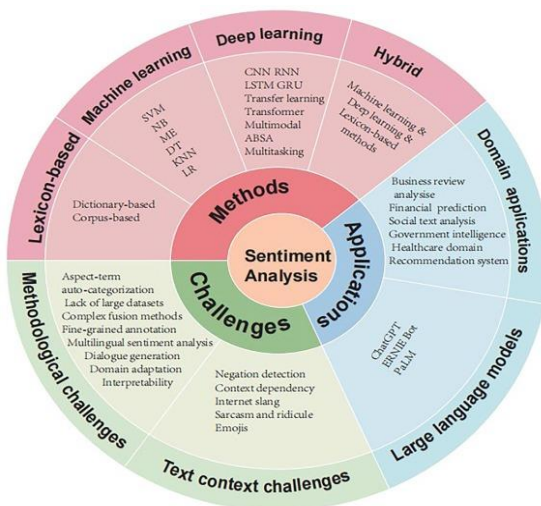 Deep learning
Machine learning
Hybrid
Lexicon-based
Domain applications
Methodological challenges
Large language models
Text context challenges
CNN RNN
LSTM GRU
Transfer learning
Transformer
Multimodal
ABSA
Multitasking
SVM
NB
ME
DT
KNN
LR
Machine learning &
Deep learning &
Lexicon-based
methods
Dictionary-based
Corpus-based
Methods
Applications
Challenges
Sentiment
Analysis
Business review
analyse
Financial prediction
Social text analysis
Government intelligence
Healthcare domain
Recommendation system
Aspect-term
auto-categorization
Lack of large datasets
Complex fusion methods
Fine-grained annotation
Multilingual sentiment analysis
Dialogue generation
Domain adaptation
Interpretability
ChatGPT
ERNIE Bot
PaLM
Negation detection
Context dependency
Internet slang
Sarcasm and ridicule
Emojis